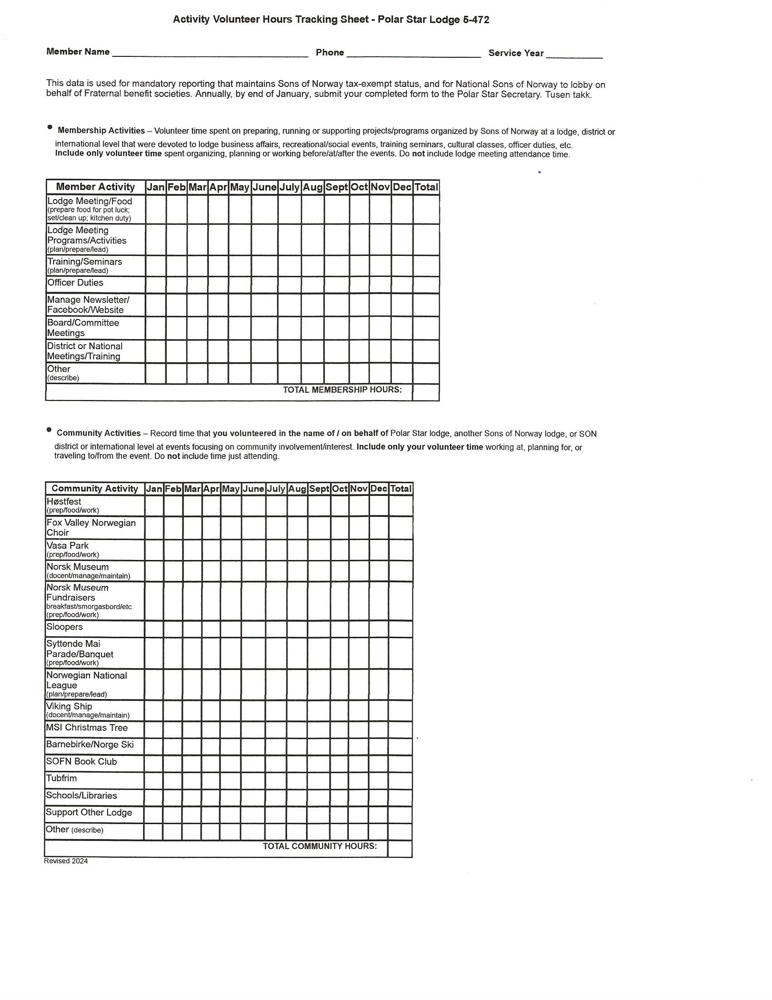 Activity Volunteer Hours Tracking Sheet - Polar Star Lodge 5-472
Member Name Phone Service Year
This data is used for mandatory reporting that maintains Sons of Norway tax-exempt status, and for National Sons of Norway to lobby on
behalf of Fraternal benefit societies. Annually, by end of January, submit your completed form to the Polar Star Secretary. Tusen takk.
• Membership Activities – Volunteer time spent on preparing, running or supporting projects/programs organized by Sons of Norway at a lodge, district or
international level that were devoted to lodge business affairs, recreational/social events, training seminars, cultural classes, officer duties, etc.
Include only volunteer time spent organizing, planning or working before/at/after the events. Do not include lodge meeting attendance time.
Member Activity Jan Feb Mar Apr May June July Aug Sept Oct Nov Dec Total
Lodge Meeting/Food
(prepare food for pot luck;
set/clean up; kitchen duty)
Lodge Meeting
Programs/Activities
(plan/prepare/lead)
Training/Seminars
(plan/prepare/lead)
Officer Duties
Manage Newsletter/
Facebook/Website
Board/Committee
Meetings
District or National
Meetings/Training
Other
(describe)
TOTAL MEMBERSHIP HOURS:
• Community Activities – Record time that you volunteered in the name of / on behalf of Polar Star lodge, another Sons of Norway lodge, or SON
district or international level at events focusing on community involvement/interest. Include only your volunteer time working at, planning for, or
traveling to/from the event. Do not include time just attending.
Community Activity Jan Feb Mar Apr May June July Aug Sept Oct Nov Dec Total
Høstfest
(prep/food/work)
Fox Valley Norwegian
Choir
Vasa Park
(prep/food/work)
Norsk Museum
(docent/manage/maintain)
Norsk Museum
Fundraisers
breakfast/smorgasbord/etc
(prep/food/work)
Sloopers
Syttende Mai
Parade/Banquet
(prep/food/work)
Norwegian National
League
(plan/prepare/lead)
Viking Ship
(docent/manage/maintain)
MSI Christmas Tree
Barnebirke/Norge Ski
SOFN Book Club
Tubfrim
Schools/Libraries
Support Other Lodge
Other (describe)
TOTAL COMMUNITY HOURS:
Revised 2024